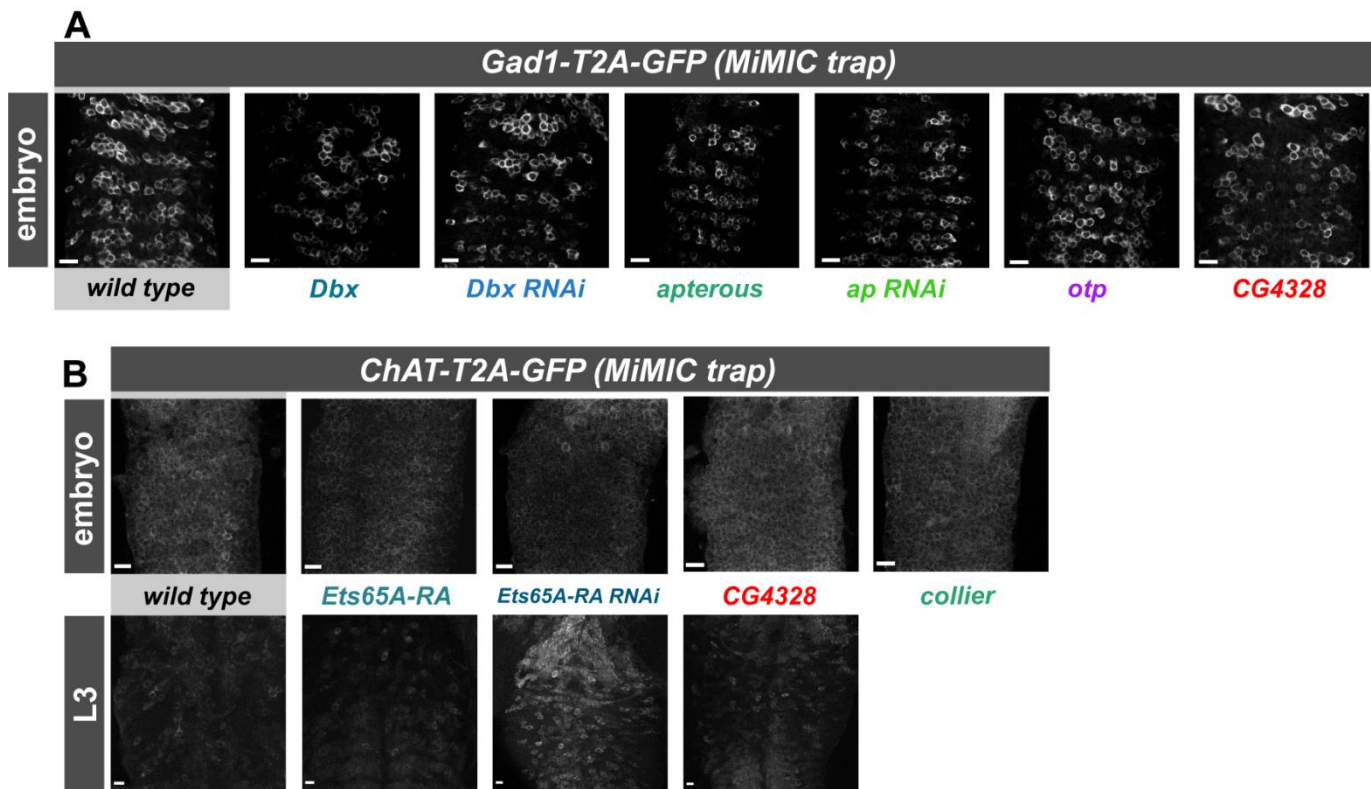 A
Gad1-T2A-GFP (MiMIC trap)
embryo
wild type
Dbx
Dbx RNAi
apterous
ap RNAi
otp
CG4328
B
ChAT-T2A-GFP (MiMIC trap)
embryo
wild type
Ets65A-RA
Ets65A-RA RNAi
CG4328
collier
L3